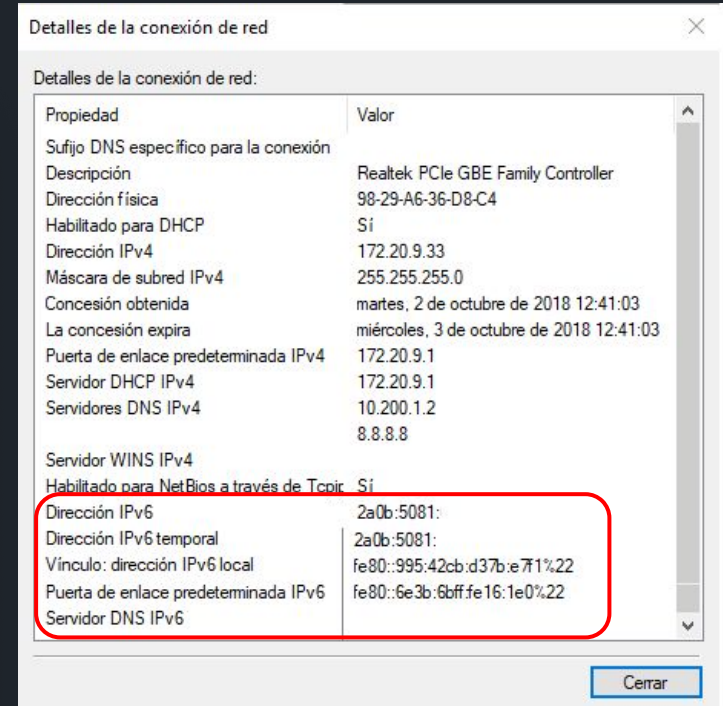 Detalles de la conexión de red
Detalles de la conexión de red:
Propiedad Valor
Sufijo DNS específico para la conexión
Descripción Realtek PCIe GBE Family Controller
Dirección física 98-29-A6-36-D8-C4
Habilitado para DHCP Sí
Dirección IPv4 172.20.9.33
Máscara de subred IPv4 255.255.255.0
Concesión obtenida martes, 2 de octubre de 2018 12:41:03
La concesión expira miércoles, 3 de octubre de 2018 12:41:03
Puerta de enlace predeterminada IPv4 172.20.9.1
Servidor DHCP IPv4 172.20.9.1
Servidores DNS IPv4 10.200.1.2
8.8.8.8
Servidor WINS IPv4
Habilitado para NetBios a través de Tcpip Sí
Dirección IPv6 2a0b:5081:
Dirección IPv6 temporal 2a0b:5081:
Vínculo: dirección IPv6 local fe80::995:42cb:d37b:e7f1%22
Puerta de enlace predeterminada IPv6 fe80::6e3b:6bff:fe16:1e0%22
Servidor DNS IPv6
Cerrar